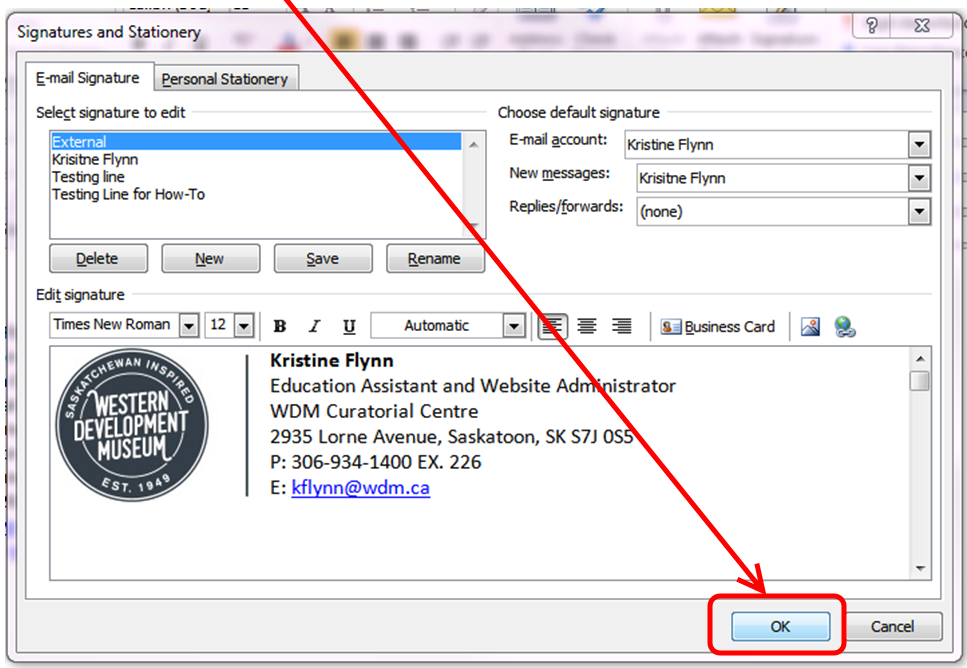 Signatures and Stationery
?
E-mail Signature Personal Stationery
Select signature to edit
External
Krisitne Flynn
Testing line
Testing Line for How-To
Delete New Save Rename
Choose default signature
E-mail account: Kristine Flynn
New messages: Krisitne Flynn
Replies/forwards: (none)
Edit signature
Times New Roman 12 B I U Automatic Business Card
SASKATCHEWAN INSPIRED
WESTERN
DEVELOPMENT
MUSEUM
EST. 1949
Kristine Flynn
Education Assistant and Website Administrator
WDM Curatorial Centre
2935 Lorne Avenue, Saskatoon, SK S7J 0S5
P: 306-934-1400 EX. 226
E: kflynn@wdm.ca
OK Cancel